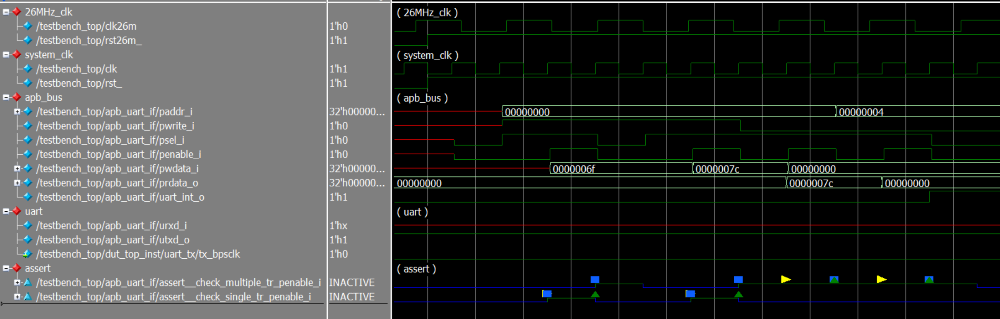 26MHz_clk 
/testbench_top/clk26m 1'h0
/testbench_top/rst26m_ 1'h1
system_clk
/testbench_top/clk 1'h1
/testbench_top/rst_ 1'h1
apb_bus
/testbench_top/apb_uart_if/paddr_i 32'h00000...
/testbench_top/apb_uart_if/pwrite_i 1'h0
/testbench_top/apb_uart_if/psel_i 1'h0
/testbench_top/apb_uart_if/penable_i 1'h0
/testbench_top/apb_uart_if/pwdata_i 32'h00000...
/testbench_top/apb_uart_if/prdata_o 32'h00000...
/testbench_top/apb_uart_if/uart_int_o 1'h1
uart
/testbench_top/apb_uart_if/urxd_i 1'hx
/testbench_top/apb_uart_if/utxd_o 1'h1
/testbench_top/dut_top_inst/uart_tx/tx_bpsclk 1'h0
assert
/testbench_top/apb_uart_if/assert__check_multiple_tr_penable_i INACTIVE
/testbench_top/apb_uart_if/assert__check_single_tr_penable_i INACTIVE
( 26MHz_clk )
( system_clk )
( apb_bus )
00000000 00000004
0000006f 0000007c 00000000
00000000 0000007c 00000000
( uart )
( assert )